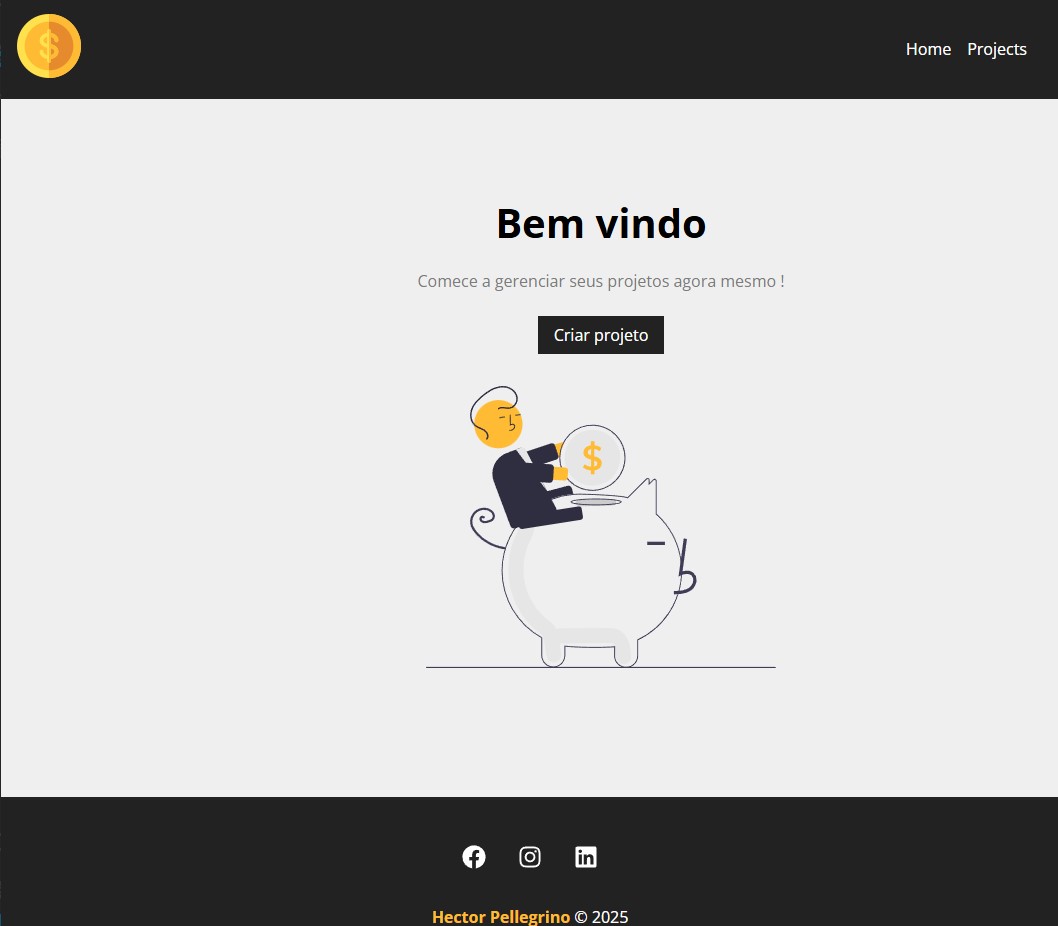 $
Home Projects
Bem vindo
Comece a gerenciar seus projetos agora mesmo !
Criar projeto
$
Hector Pellegrino © 2025